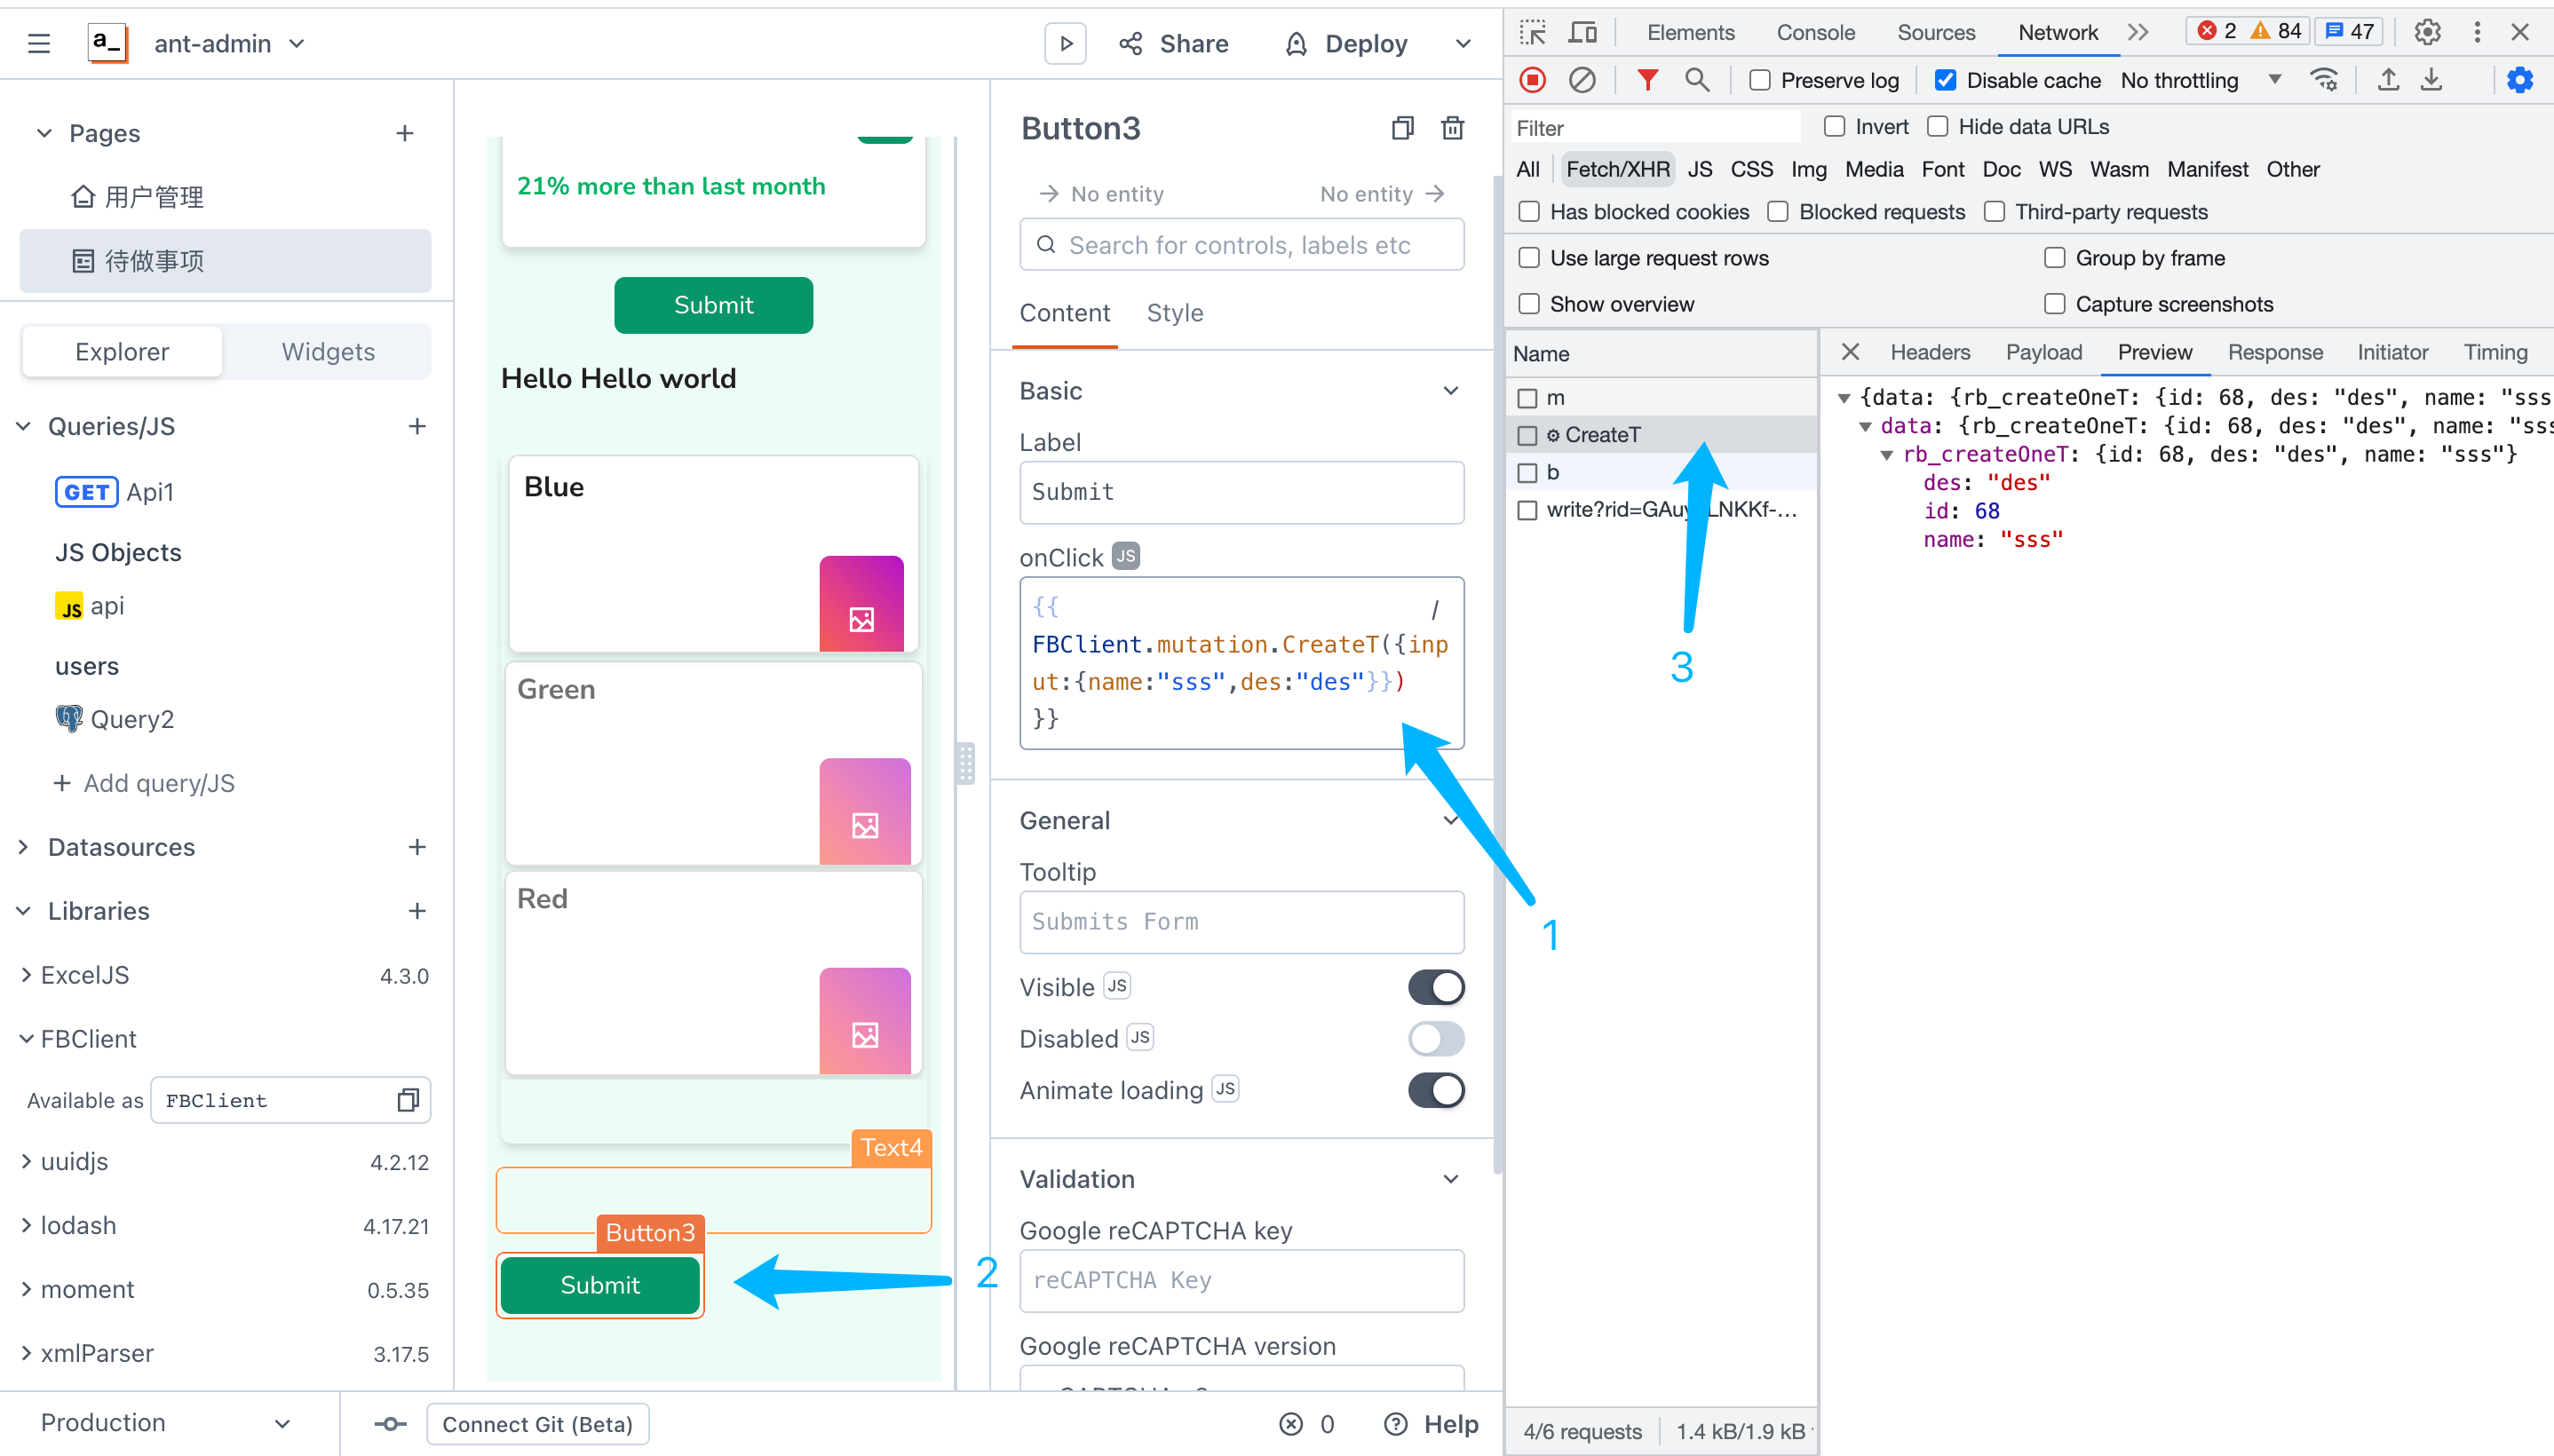 a_ ant-admin
Share
Deploy
Pages
用户管理
待做事项
Explorer
Widgets
Queries/JS
GET Api1
JS Objects
JS api
users
Query2
Add query/JS
Datasources
Libraries
ExcelJS 4.3.0
FBClient
Available as FBClient
uuidjs 4.2.12
lodash 4.17.21
moment 0.5.35
xmlParser 3.17.5
Production
Connect Git (Beta)
0
Help
21% more than last month
Submit
Hello Hello world
Blue
Green
Red
Text4
Button3
Submit
2
Button3
No entity
No entity
Search for controls, labels etc
Content
Style
Basic
Label
Submit
onClick JS
{{ /
FBClient.mutation.CreateT({inp
ut:{name:"sss",des:"des"}})
}}
1
General
Tooltip
Submits Form
Visible JS
Disabled JS
Animate loading JS
Validation
Google reCAPTCHA key
reCAPTCHA Key
Google reCAPTCHA version
Elements
Console
Sources
Network
2
84
47
Preserve log
Disable cache
No throttling
Filter
Invert
Hide data URLs
All
Fetch/XHR
JS
CSS
Img
Media
Font
Doc
WS
Wasm
Manifest
Other
Has blocked cookies
Blocked requests
Third-party requests
Use large request rows
Group by frame
Show overview
Capture screenshots
Name
m
CreateT
b
3
4/6 requests
1.4 kB/1.9 kB
Headers
Payload
Preview
Response
Initiator
Timing
{data: {rb_createOneT: {id: 68, des: "des", name: "sss
data: {rb_createOneT: {id: 68, des: "des", name: "sss
rb_createOneT: {id: 68, des: "des", name: "sss"}
des: "des"
id: 68
name: "sss"